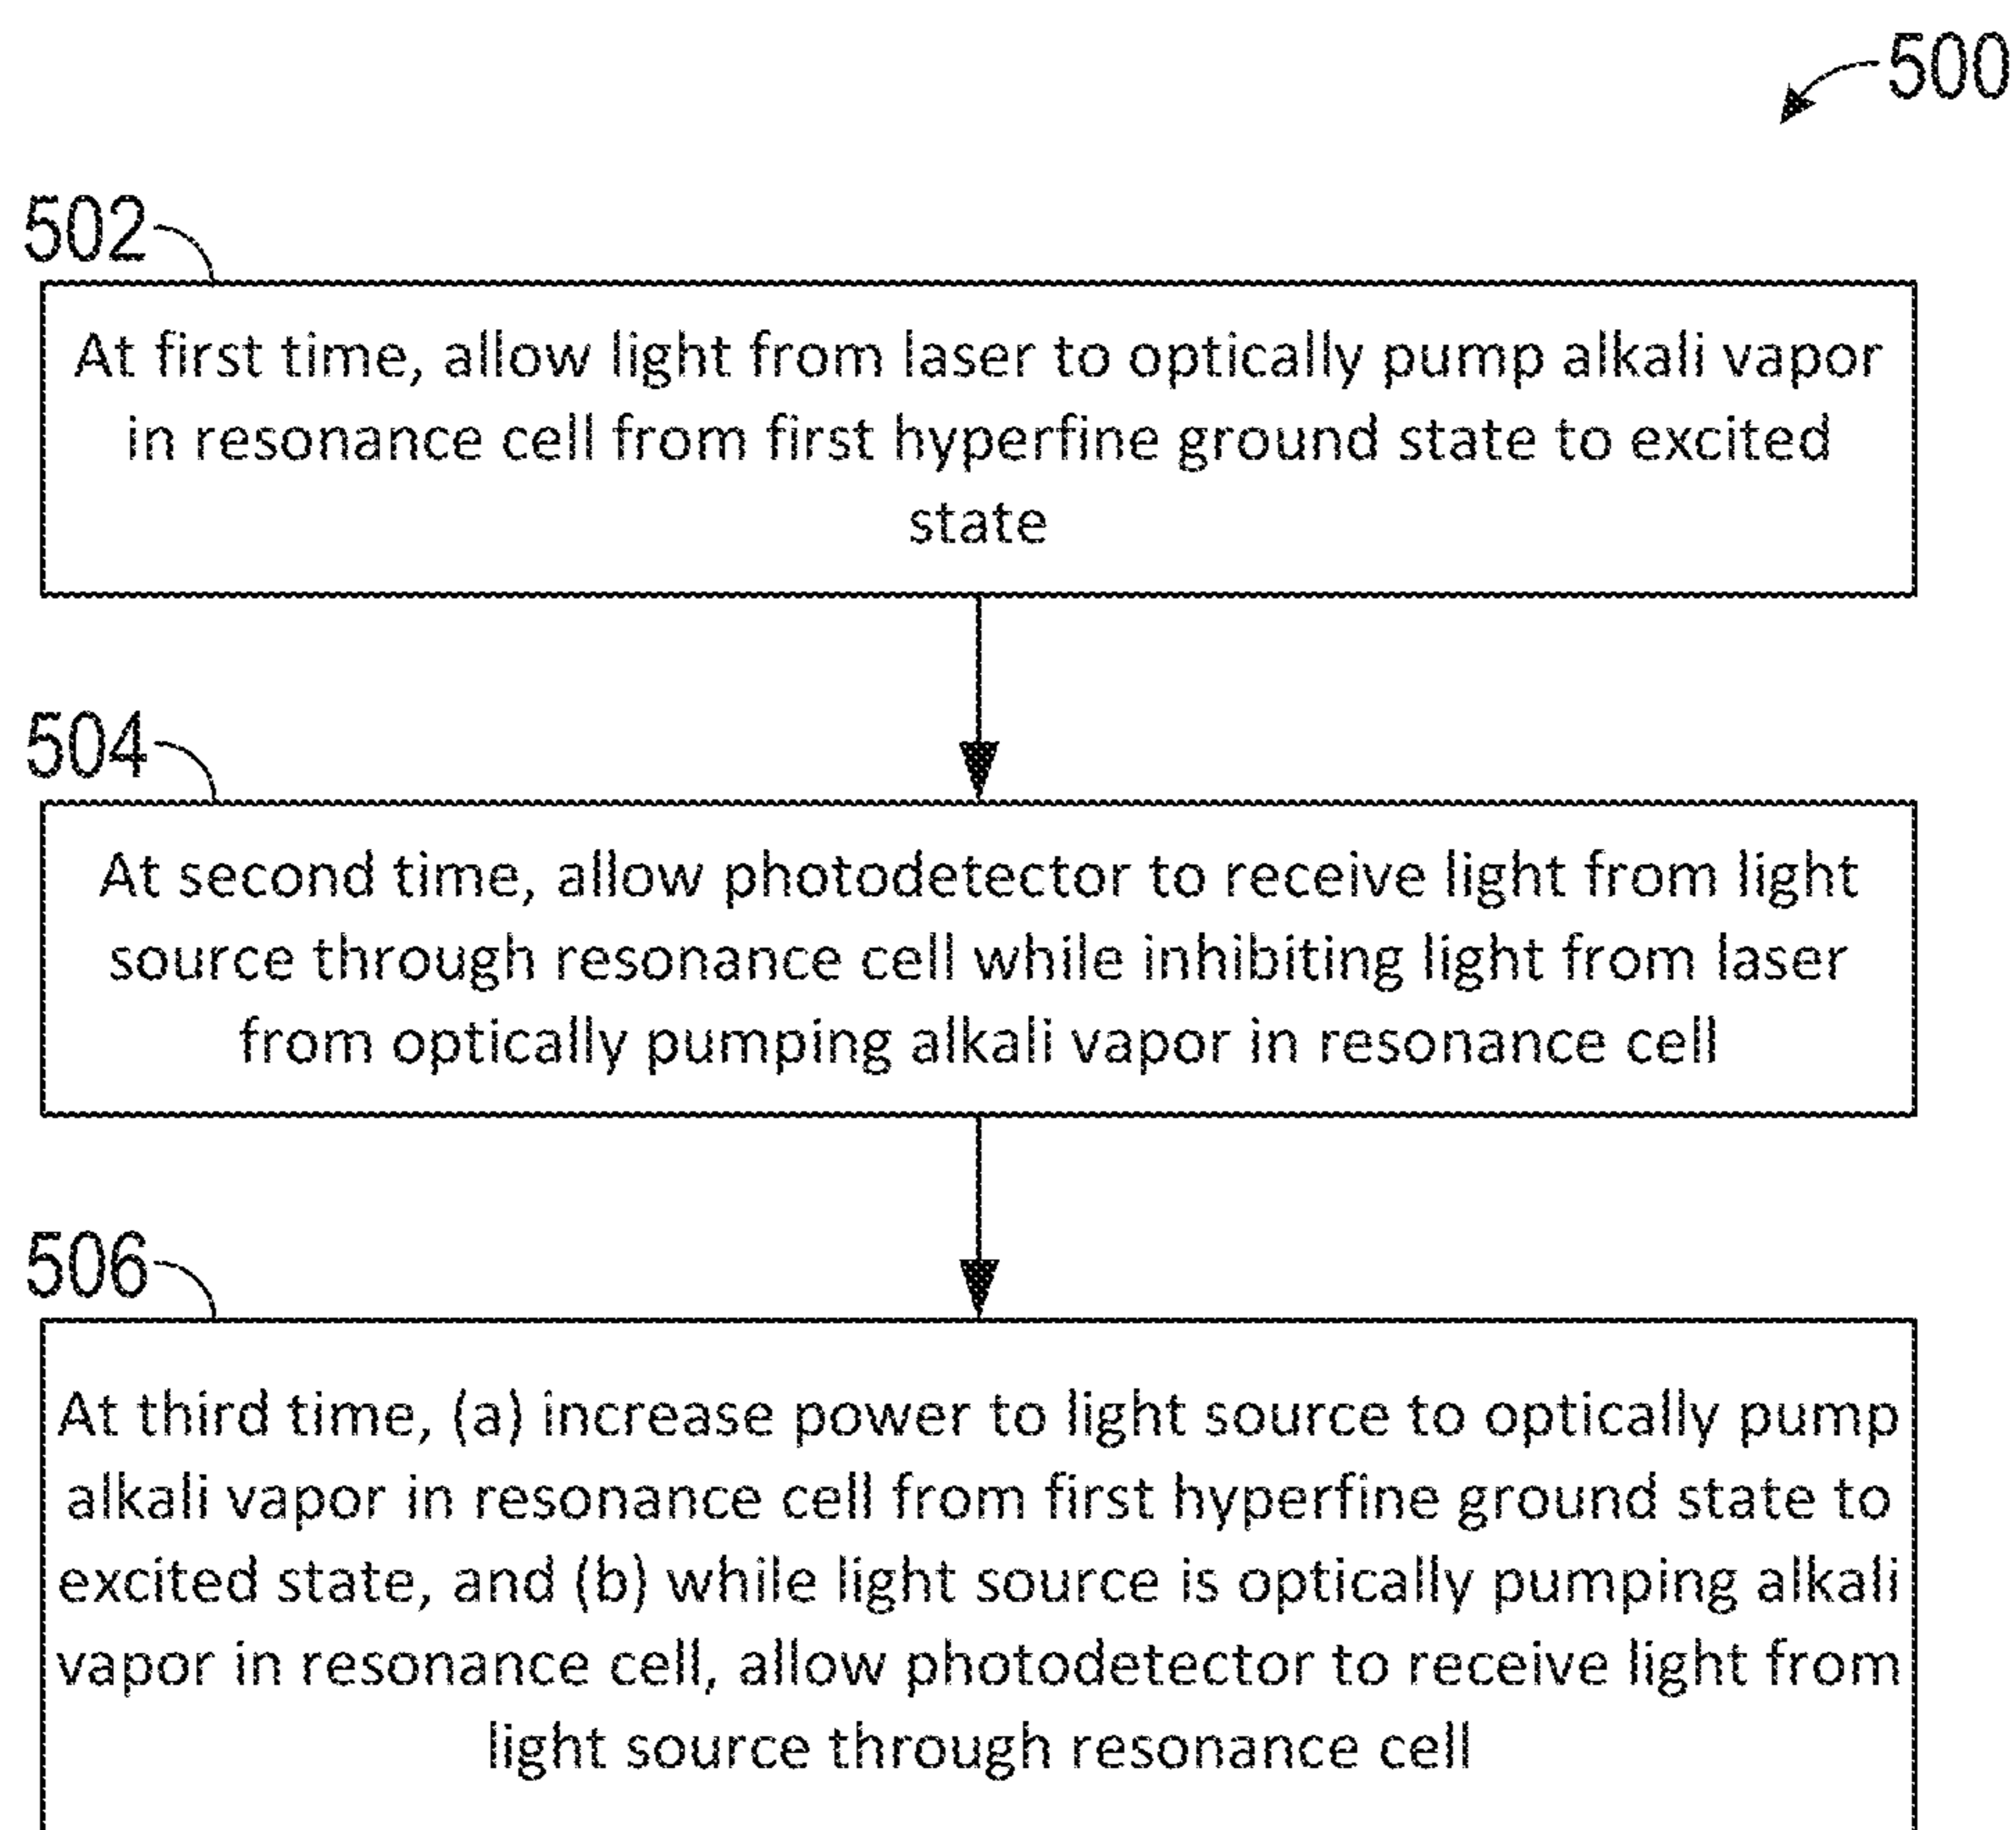 500
502
At first time, allow light from laser to optically pump alkali vapor
in resonance cell from first hyperfine ground state to excited
state
504
At second time, allow photodetector to receive light from light
source through resonance cell while inhibiting light from laser
from optically pumping alkali vapor in resonance cell
506
At third time, (a) increase power to light source to optically pump
alkali vapor in resonance cell from first hyperfine ground state to
excited state, and (b) while light source is optically pumping alkali
vapor in resonance cell, allow photodetector to receive light from
light source through resonance cell